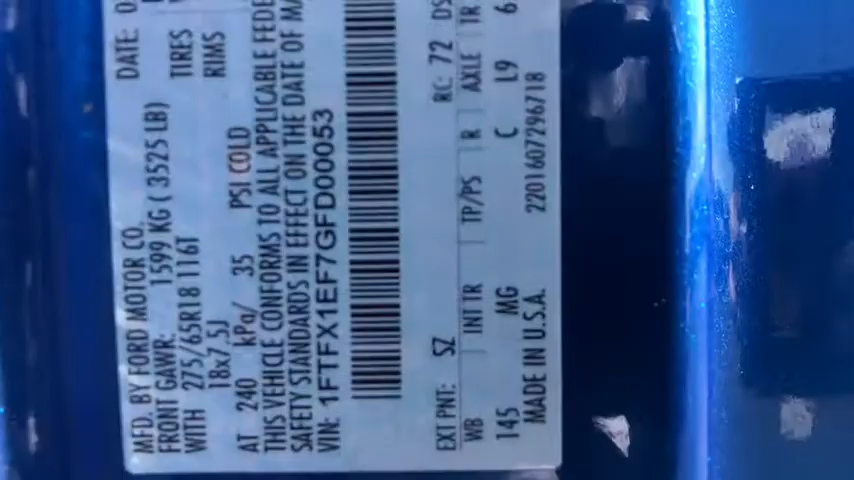 MFD. BY FORD MOTOR CO.
DATE:
FRONT GAWR: 1599 KG ( 3525 LB)
WITH 275/65R18 116T TIRES
18x7.5J RIMS
AT 240 kPa/ 35 PSI COLD
THIS VEHICLE CONFORMS TO ALL APPLICABLE FEDE
SAFETY STANDARDS IN EFFECT ON THE DATE OF MA
VIN: 1FTFX1EF7GFD00053
EXT PNT: SZ RC: 72 DS
WB INT TR TP/PS R AXLE TR
145 MG C L9 6
MADE IN U.S.A. 2201607296718